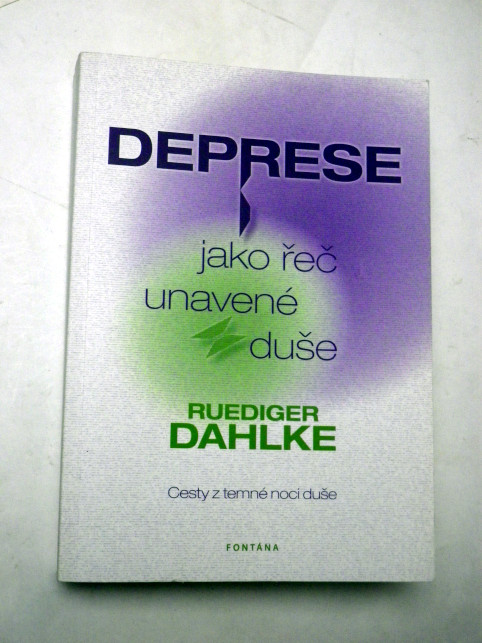 DEPRESE
jako řeč
unavené
duše
RUEDIGER
DAHLKE
Cesty z temné noci duše
FONTÁNA